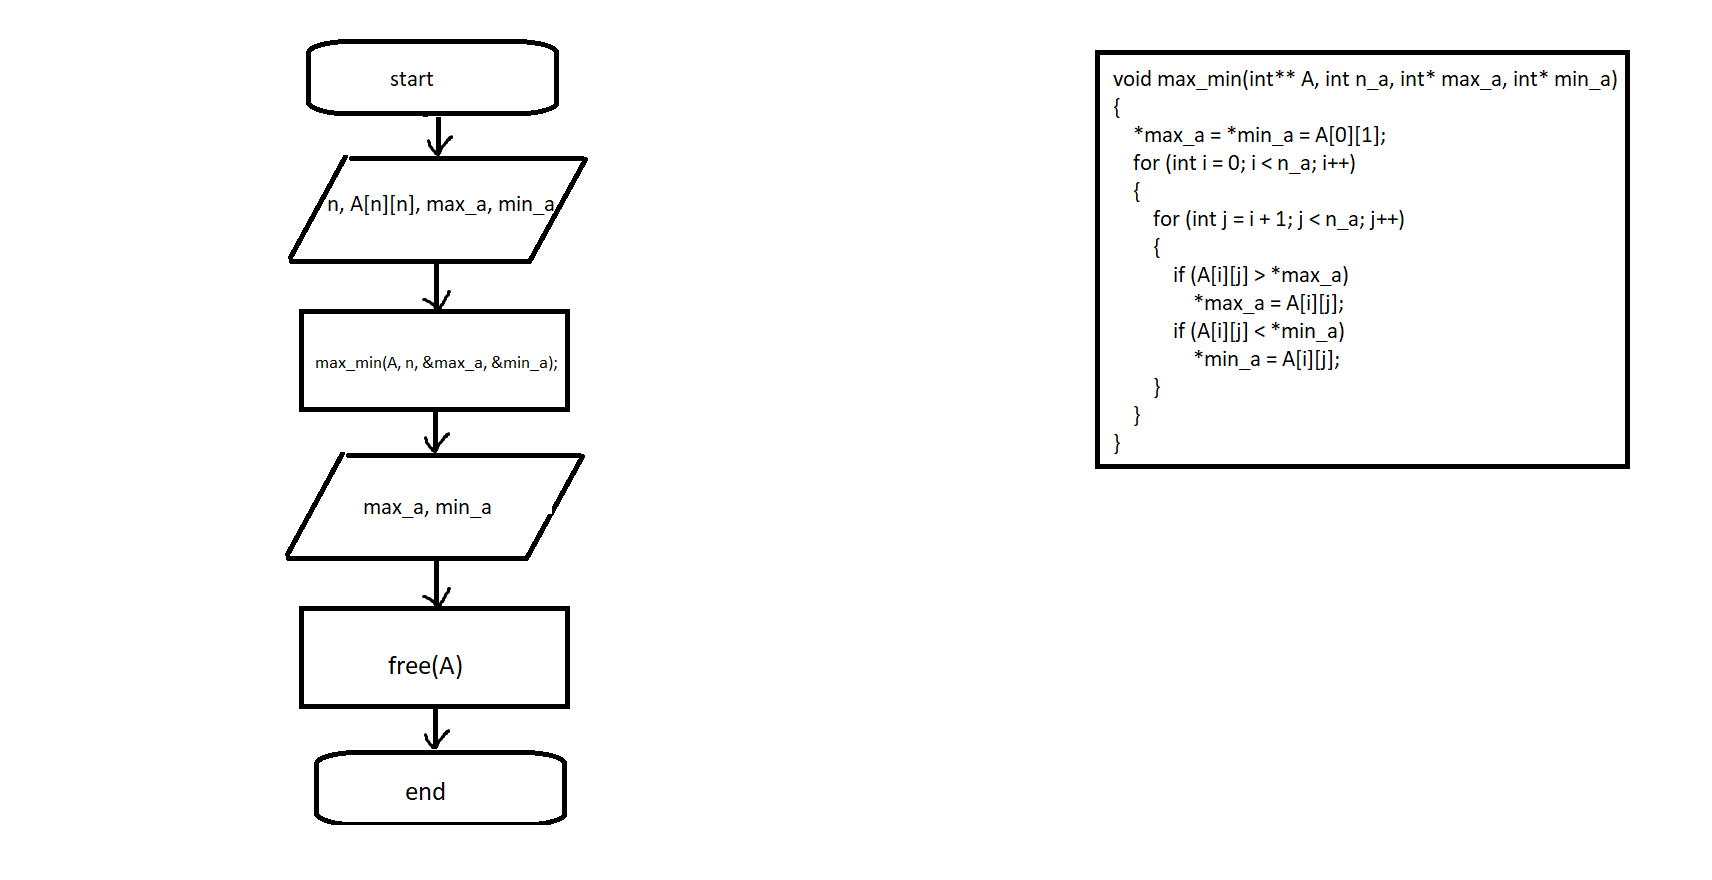 start
n, A[n][n], max_a, min_a
max_min(A, n, &max_a, &min_a);
max_a, min_a
free(A)
end
void max_min(int** A, int n_a, int* max_a, int* min_a)
{
*max_a = *min_a = A[0][1];
for (int i = 0; i < n_a; i++)
{
for (int j = i + 1; j < n_a; j++)
{
if (A[i][j] > *max_a)
*max_a = A[i][j];
if (A[i][j] < *min_a)
*min_a = A[i][j];
}
}
}